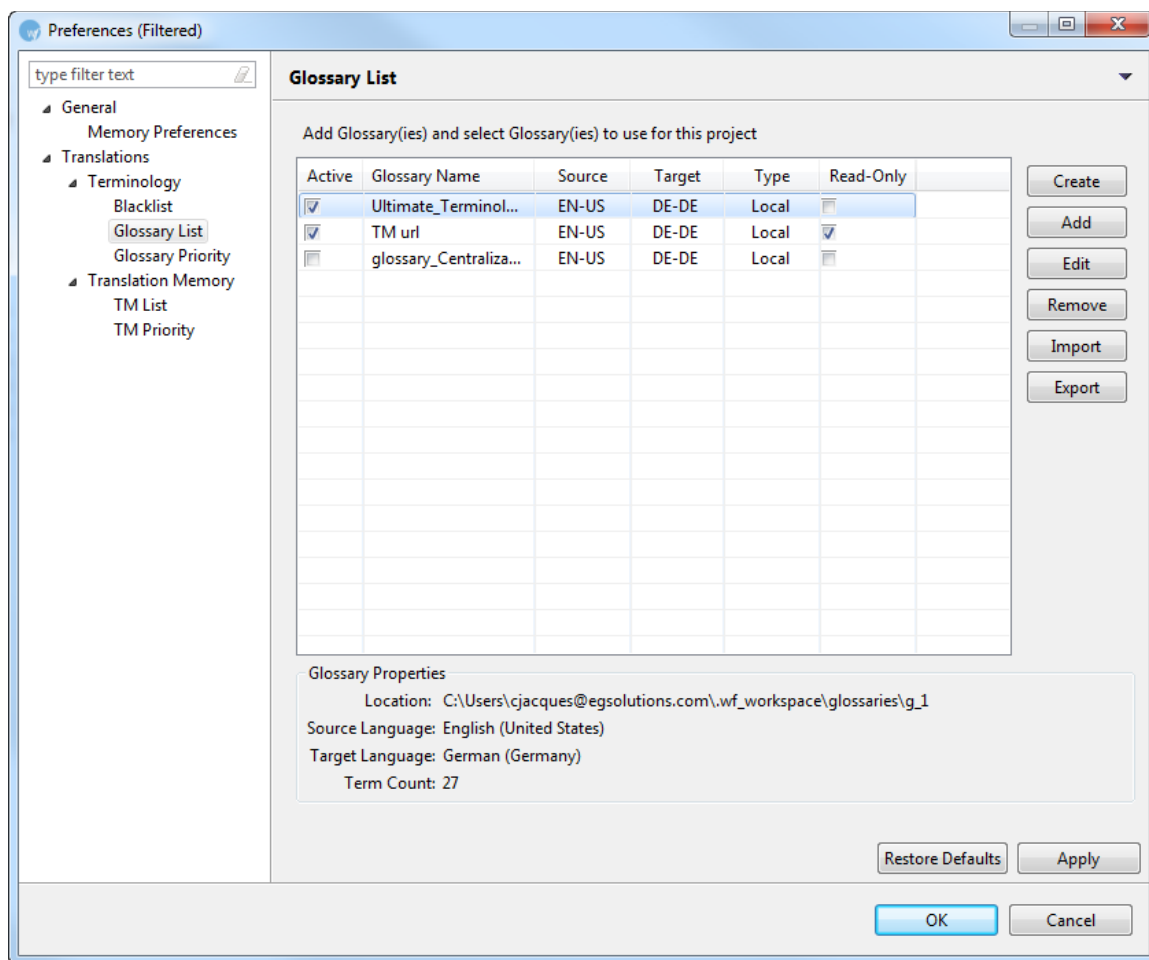 Preferences (Filtered)
type filter text
General
Memory Preferences
Translations
Terminology
Blacklist
Glossary List
Glossary Priority
Translation Memory
TM List
TM Priority
Glossary List
Add Glossary(ies) and select Glossary(ies) to use for this project
Active Glossary Name Source Target Type Read-Only
Ultimate_Terminol... EN-US DE-DE Local
TM url EN-US DE-DE Local
glossary_Centraliza... EN-US DE-DE Local
Create
Add
Edit
Remove
Import
Export
Glossary Properties
Location: C:\Users\cjacques@egsolutions.com\.wf_workspace\glossaries\g_1
Source Language: English (United States)
Target Language: German (Germany)
Term Count: 27
Restore Defaults Apply
OK Cancel